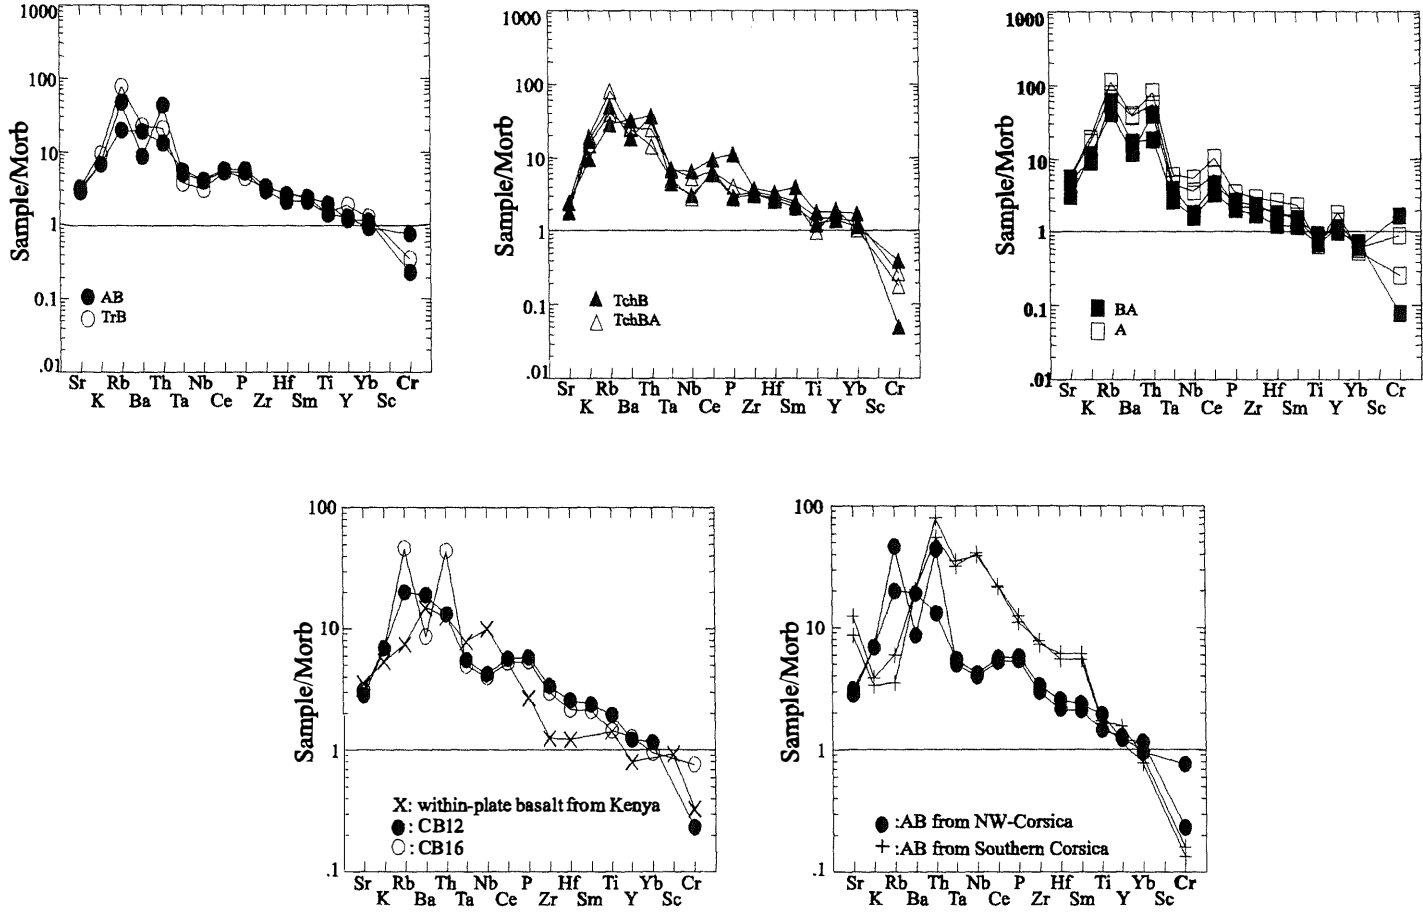 1000
100
10
1
0.1
.01
Sample/Morb
AB
TrB
Sr Rb Th Nb P Hf Ti Yb Cr
K Ba Ta Ce Zr Sm Y Sc
1000
100
10
1
0.1
.01
Sample/Morb
TchB
TchBA
Sr Rb Th Nb P Hf Ti Yb Cr
K Ba Ta Ce Zr Sm Y Sc
1000
100
10
1
0.1
.01
Sample/Morb
BA
A
Sr Rb Th Nb P Hf Ti Yb Cr
K Ba Ta Ce Zr Sm Y Sc
100
10
1
.1
Sample/Morb
X: within-plate basalt from Kenya
: CB12
: CB16
Sr Rb Th Nb P Hf Ti Yb Cr
K Ba Ta Ce Zr Sm Y Sc
100
10
1
.1
Sample/Morb
:AB from NW-Corsica
:AB from Southern Corsica
Sr Rb Th Nb P Hf Ti Yb Cr
K Ba Ta Ce Zr Sm Y Sc